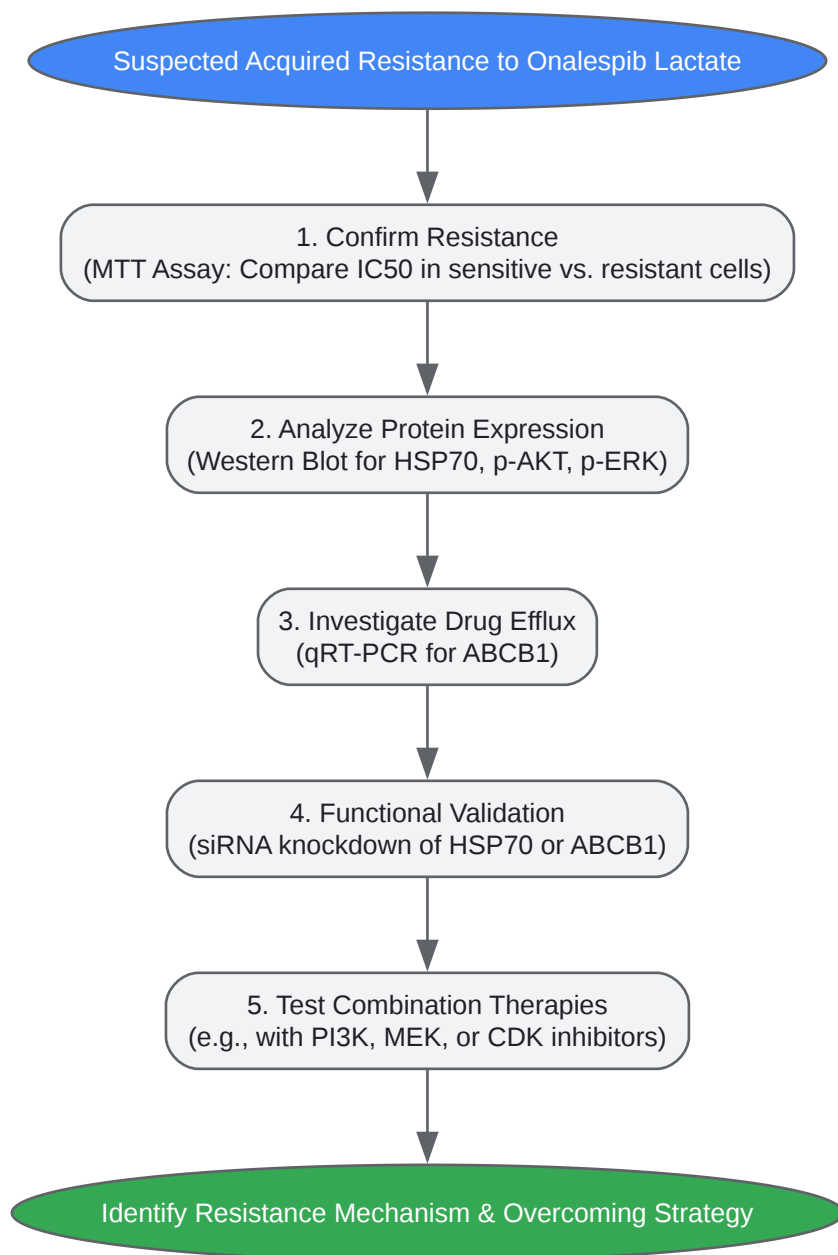 Suspected Acquired Resistance to Onalespib Lactate
1. Confirm Resistance
(MTT Assay: Compare IC50 in sensitive vs. resistant cells)
2. Analyze Protein Expression
(Western Blot for HSP70, p-AKT, p-ERK)
3. Investigate Drug Efflux
(qRT-PCR for ABCB1)
4. Functional Validation
(siRNA knockdown of HSP70 or ABCB1)
5. Test Combination Therapies
(e.g., with PI3K, MEK, or CDK inhibitors)
Identify Resistance Mechanism & Overcoming Strategy